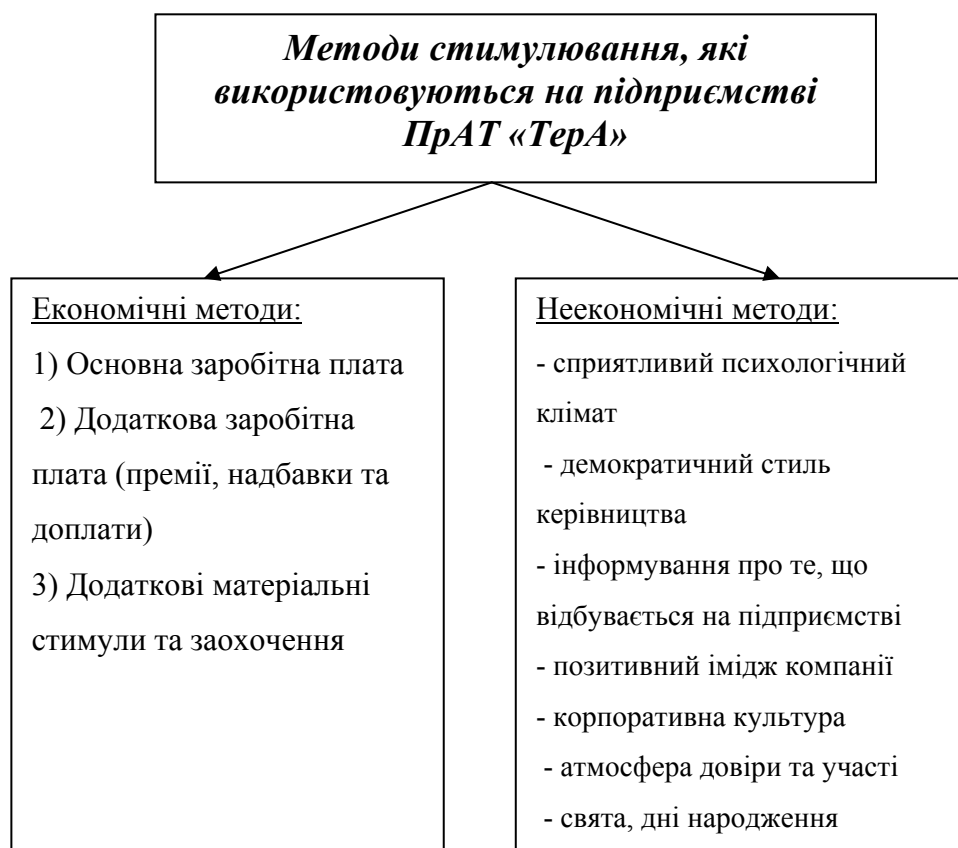 Методи стимулювання, які
використовуються на підприємстві
ПрАТ «ТерА»
Економічні методи:
1) Основна заробітна плата
2) Додаткова заробітна
плата (премії, надбавки та
доплати)
3) Додаткові матеріальні
стимули та заохочення
Неекономічні методи:
- сприятливий психологічний
клімат
- демократичний стиль
керівництва
- інформування про те, що
відбувається на підприємстві
- позитивний імідж компанії
- корпоративна культура
- атмосфера довіри та участі
- свята, дні народження